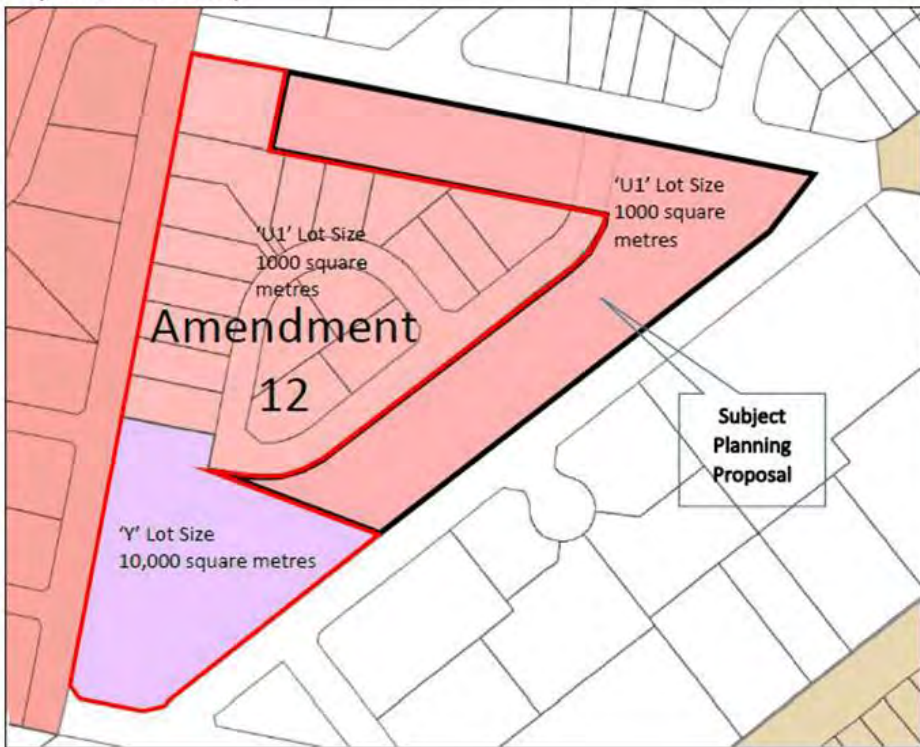 'U1' Lot Size
1000 square
metres
'U1' Lot Size
1000 square
metres
Amendment
12
Subject
Planning
Proposal
'Y' Lot Size
10,000 square metres